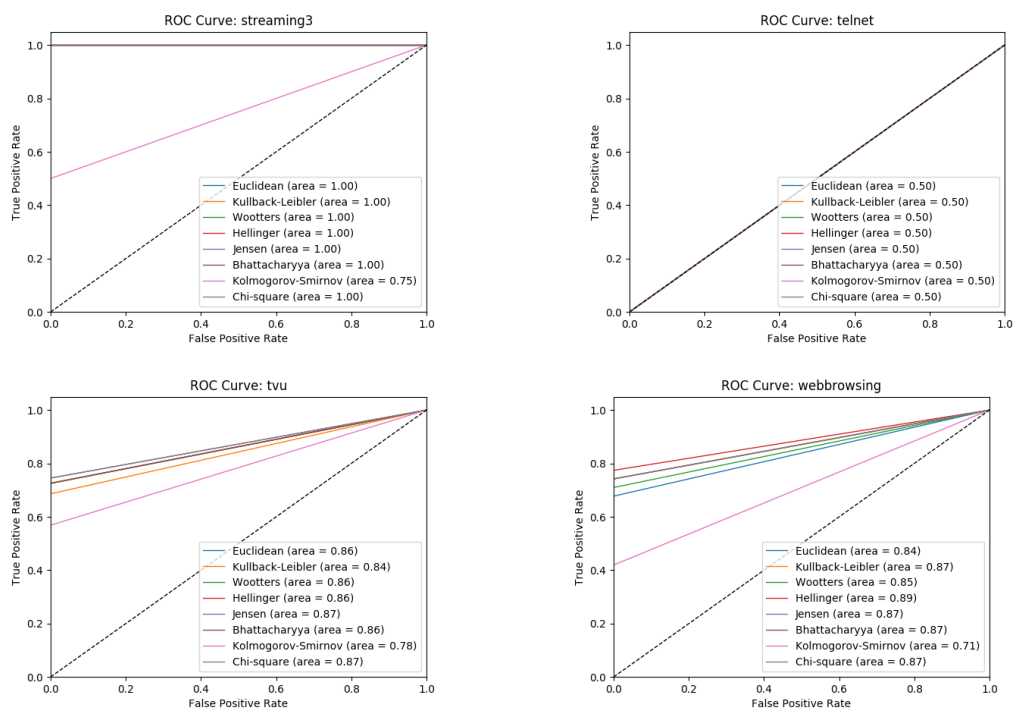 ROC Curve: streaming3
True Positive Rate
1.0
0.8
0.6
0.4
0.2
0.0
Euclidean (area = 1.00)
Kullback-Leibler (area = 1.00)
Wootters (area = 1.00)
Hellinger (area = 1.00)
Jensen (area = 1.00)
Bhattacharyya (area = 1.00)
Kolmogorov-Smirnov (area = 0.75)
Chi-square (area = 1.00)
0.0 0.2 0.4 0.6 0.8 1.0
False Positive Rate
ROC Curve: telnet
True Positive Rate
1.0
0.8
0.6
0.4
0.2
0.0
Euclidean (area = 0.50)
Kullback-Leibler (area = 0.50)
Wootters (area = 0.50)
Hellinger (area = 0.50)
Jensen (area = 0.50)
Bhattacharyya (area = 0.50)
Kolmogorov-Smirnov (area = 0.50)
Chi-square (area = 0.50)
0.0 0.2 0.4 0.6 0.8 1.0
False Positive Rate
ROC Curve: tvu
True Positive Rate
1.0
0.8
0.6
0.4
0.2
0.0
Euclidean (area = 0.86)
Kullback-Leibler (area = 0.84)
Wootters (area = 0.86)
Hellinger (area = 0.86)
Jensen (area = 0.87)
Bhattacharyya (area = 0.86)
Kolmogorov-Smirnov (area = 0.78)
Chi-square (area = 0.87)
0.0 0.2 0.4 0.6 0.8 1.0
False Positive Rate
ROC Curve: webbrowsing
True Positive Rate
1.0
0.8
0.6
0.4
0.2
0.0
Euclidean (area = 0.84)
Kullback-Leibler (area = 0.87)
Wootters (area = 0.85)
Hellinger (area = 0.89)
Jensen (area = 0.87)
Bhattacharyya (area = 0.87)
Kolmogorov-Smirnov (area = 0.71)
Chi-square (area = 0.87)
0.0 0.2 0.4 0.6 0.8 1.0
False Positive Rate